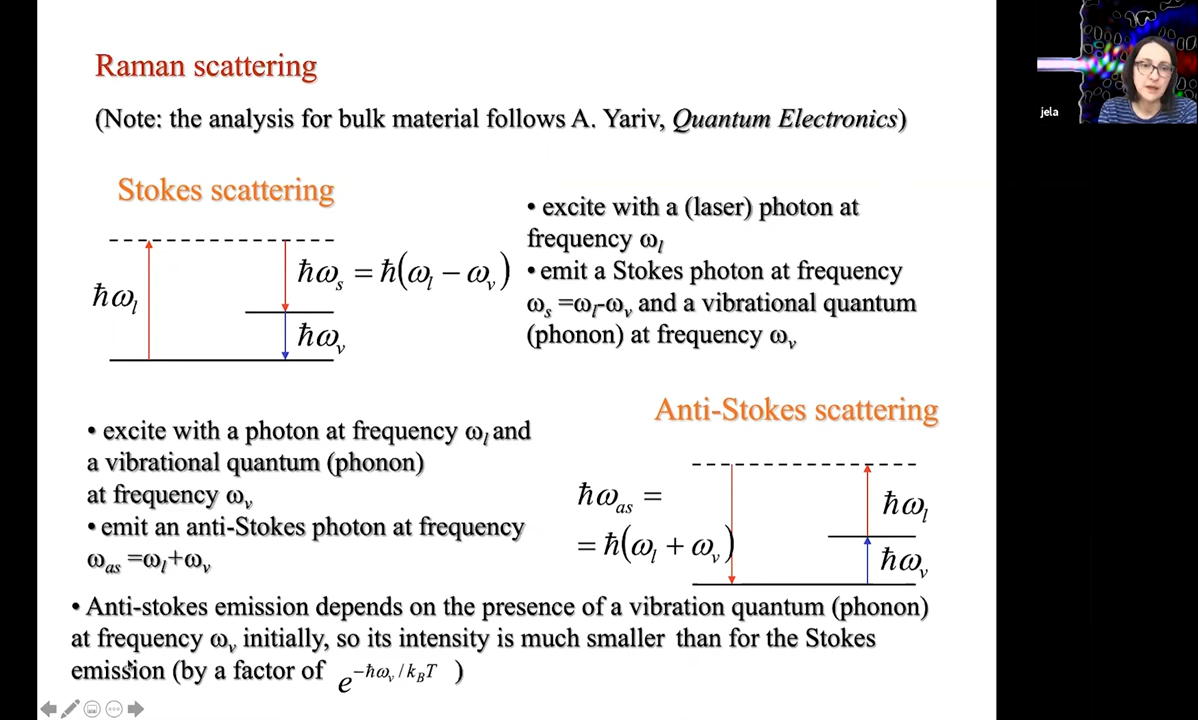 Raman scattering
(Note: the analysis for bulk material follows A. Yariv, Quantum Electronics)
jela
Stokes scattering
ħωₗ
ħωₛ = ħ(ωₗ − ωᵥ)
ħωᵥ
• excite with a (laser) photon at
frequency ωₗ
• emit a Stokes photon at frequency
ωₛ =ωₗ-ωᵥ and a vibrational quantum
(phonon) at frequency ωᵥ
Anti-Stokes scattering
• excite with a photon at frequency ωₗ and
a vibrational quantum (phonon)
at frequency ωᵥ
• emit an anti-Stokes photon at frequency
ωₐₛ =ωₗ+ωᵥ
ħωₐₛ =
= ħ(ωₗ + ωᵥ)
ħωₗ
ħωᵥ
• Anti-stokes emission depends on the presence of a vibration quantum (phonon)
at frequency ωᵥ initially, so its intensity is much smaller than for the Stokes
emission (by a factor of e^−ħωᵥ/k_BT )